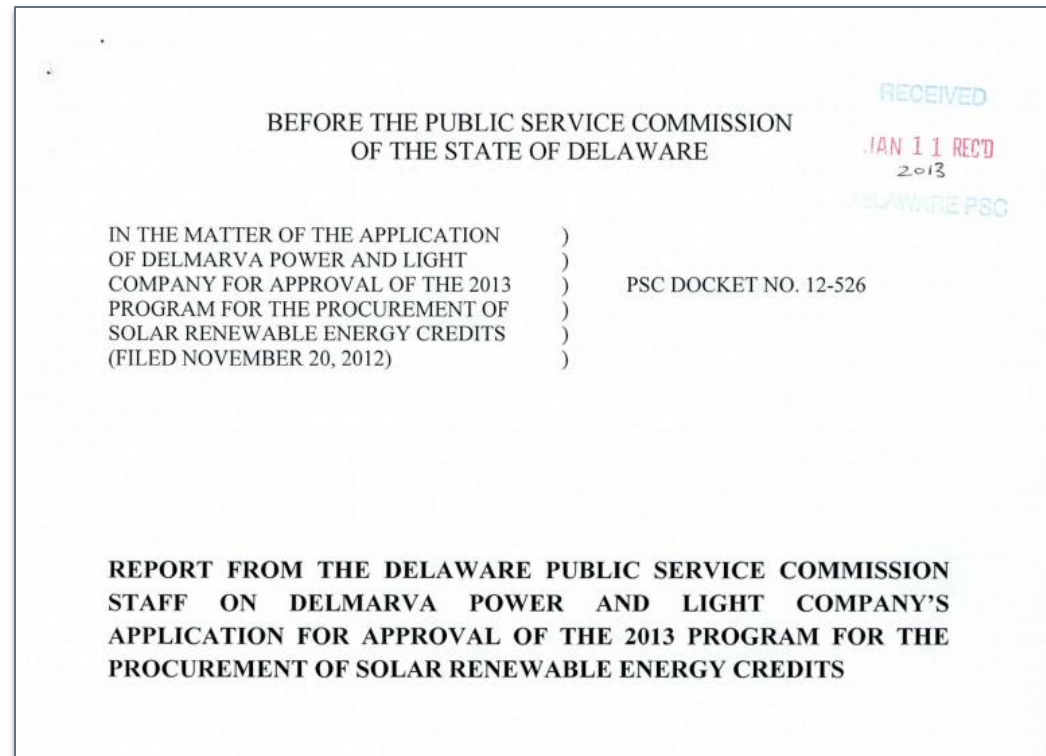 RECEIVED
BEFORE THE PUBLIC SERVICE COMMISSION
OF THE STATE OF DELAWARE
JAN 11 REC'D
2013
DELAWARE PSC
IN THE MATTER OF THE APPLICATION )
OF DELMARVA POWER AND LIGHT )
COMPANY FOR APPROVAL OF THE 2013 ) PSC DOCKET NO. 12-526
PROGRAM FOR THE PROCUREMENT OF )
SOLAR RENEWABLE ENERGY CREDITS )
(FILED NOVEMBER 20, 2012) )
REPORT FROM THE DELAWARE PUBLIC SERVICE COMMISSION
STAFF ON DELMARVA POWER AND LIGHT COMPANY'S
APPLICATION FOR APPROVAL OF THE 2013 PROGRAM FOR THE
PROCUREMENT OF SOLAR RENEWABLE ENERGY CREDITS